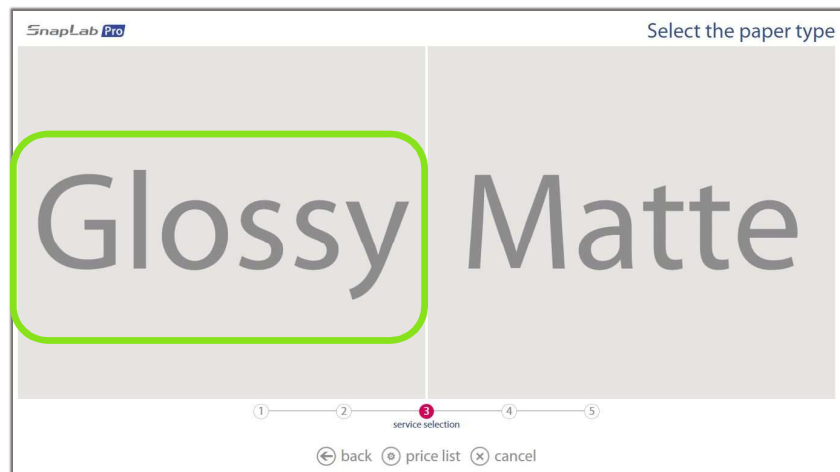 SnapLab Pro
Select the paper type
Glossy
Matte
1 2 3 4 5
service selection
back price list cancel